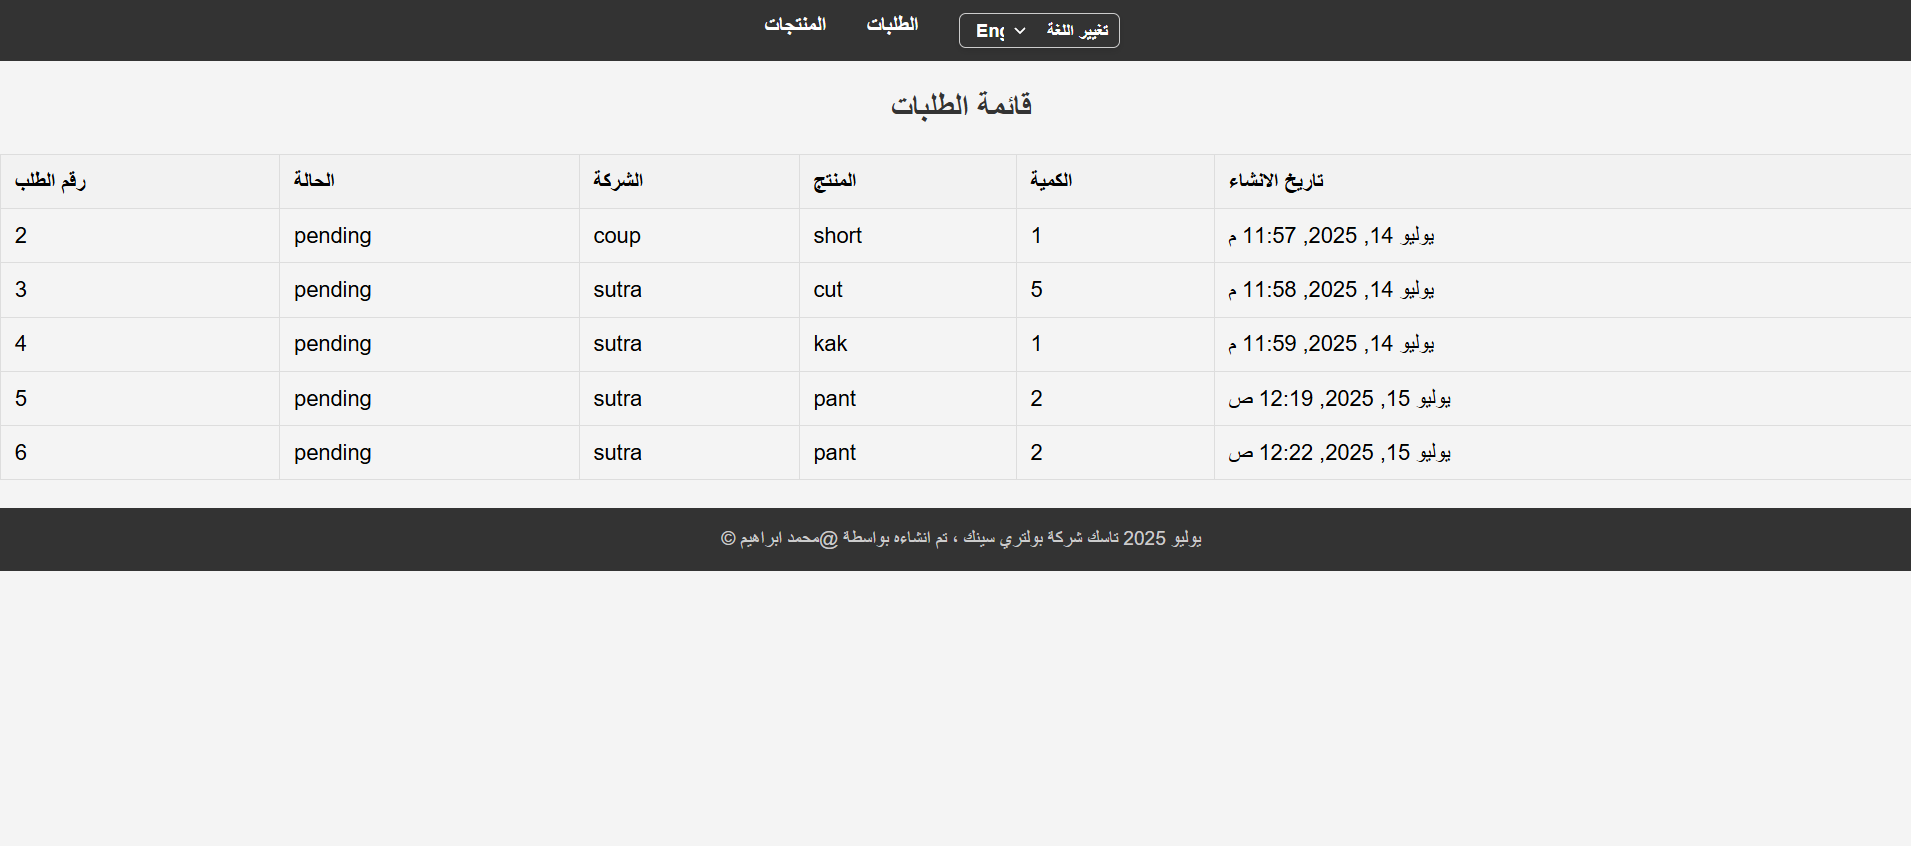 المنتجات الطلبات Eng تغيير اللغة
قائمة الطلبات
رقم الطلب الحالة الشركة المنتج الكمية تاريخ الانشاء
2 pending coup short 1 يوليو 14, 2025, 11:57 م
3 pending sutra cut 5 يوليو 14, 2025, 11:58 م
4 pending sutra kak 1 يوليو 14, 2025, 11:59 م
5 pending sutra pant 2 يوليو 15, 2025, 12:19 ص
6 pending sutra pant 2 يوليو 15, 2025, 12:22 ص
يوليو 2025 تاسك شركة بولتري سينك ، تم انشاءه بواسطة @محمد ابراهيم ©